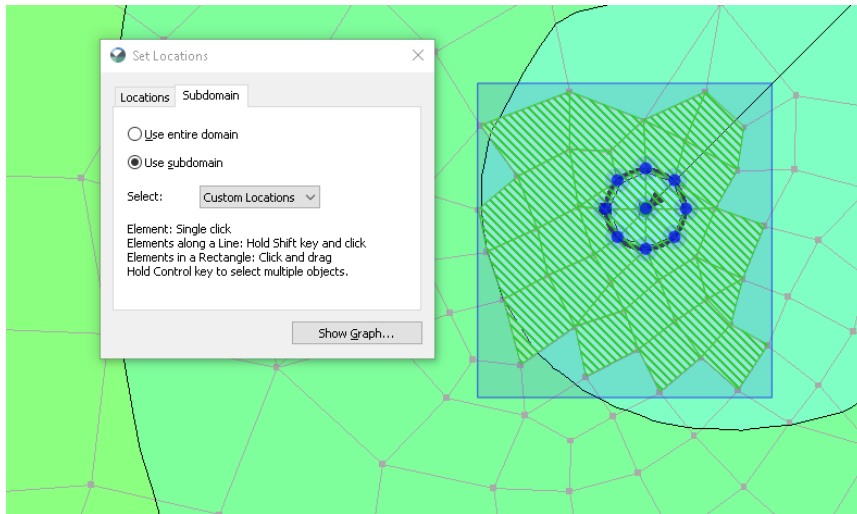 Set Locations
Locations Subdomain
Use entire domain
Use subdomain
Select: Custom Locations
Element: Single click
Elements along a Line: Hold Shift key and click
Elements in a Rectangle: Click and drag
Hold Control key to select multiple objects.
Show Graph...